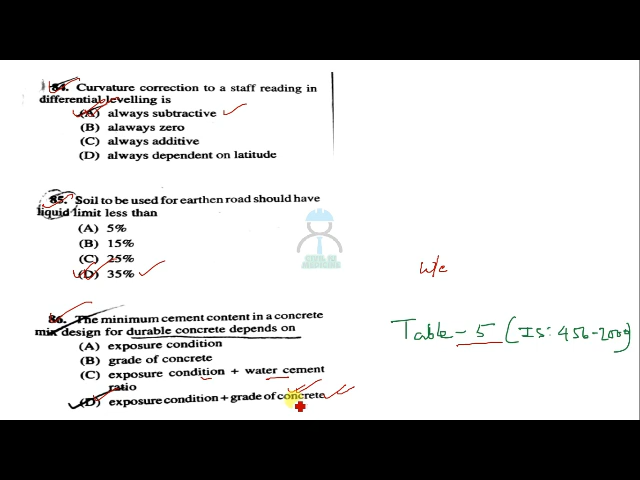 84. Curvature correction to a staff reading in
differential levelling is
(A) always subtractive
(B) alaways zero
(C) always additive
(D) always dependent on latitude
85. Soil to be used for earthen road should have
liquid limit less than
(A) 5%
(B) 15%
(C) 25%
(D) 35%
CIVIL IN
MEDICINE
w/c
86. The minimum cement content in a concrete
mix design for durable concrete depends on
Table - 5 (IS: 456-2000)
(A) exposure condition
(B) grade of concrete
(C) exposure condition + water cement
ratio
(D) exposure condition + grade of concrete